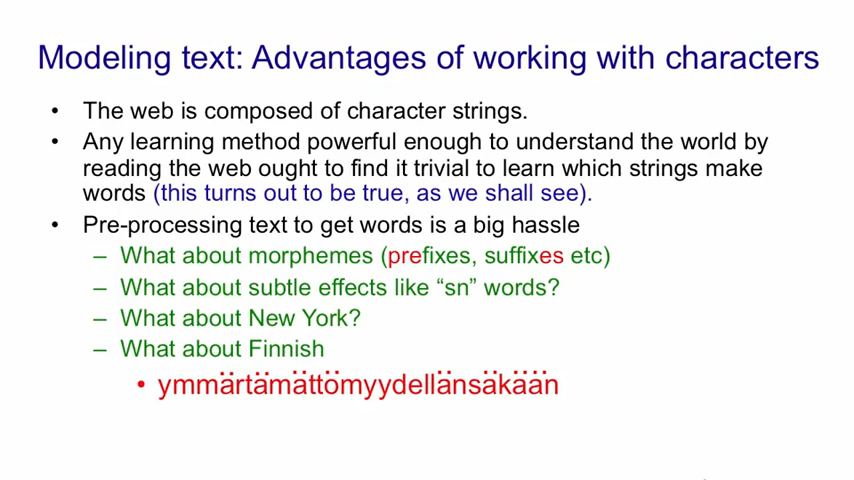 Modeling text: Advantages of working with characters
• The web is composed of character strings.
• Any learning method powerful enough to understand the world by
reading the web ought to find it trivial to learn which strings make
words (this turns out to be true, as we shall see).
• Pre-processing text to get words is a big hassle
– What about morphemes (prefixes, suffixes etc)
– What about subtle effects like “sn” words?
– What about New York?
– What about Finnish
• ymmärtämättömyydellänsäkään